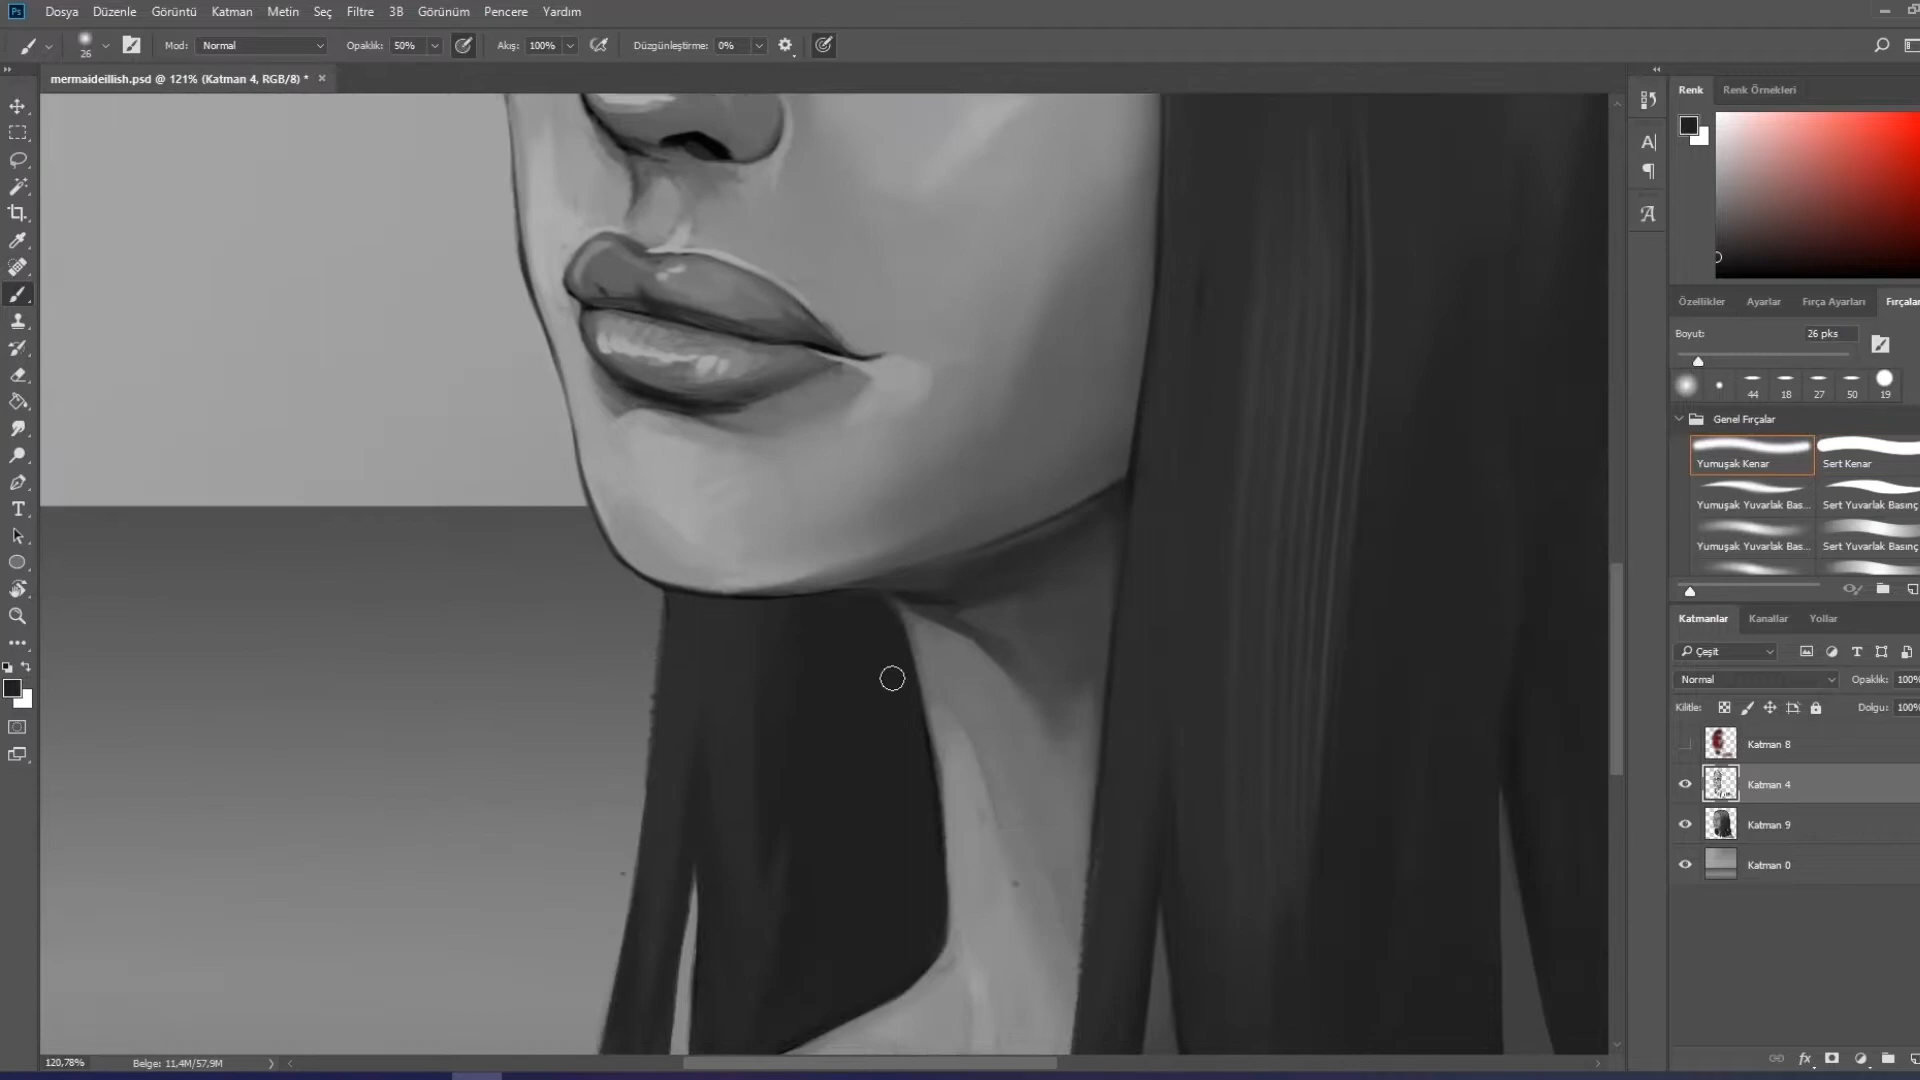 Ps Dosya Düzenle Görüntü Katman Metin Seç Filtre 3B Görünüm Pencere Yardım
26 Mod: Normal Opaklık: 50% Akış: 100% Düzgünleştirme: 0%
mermaideillish.psd @ 121% (Katman 4, RGB/8) * ×
Renk Renk Örnekleri
Özellikler Ayarlar Fırça Ayarları Fırçalar
Boyut: 26 pks
44 18 27 50 19
Genel Fırçalar
Yumuşak Kenar Sert Kenar
Yumuşak Yuvarlak Bas... Sert Yuvarlak Basınç
Yumuşak Yuvarlak Bas... Sert Yuvarlak Basınç
Katmanlar Kanallar Yollar
Çeşit
Normal Opaklık: 100%
Kilitle: Dolgu: 100%
Katman 8
Katman 4
Katman 9
Katman 0
120,78% Belge: 11,4M/57,9M